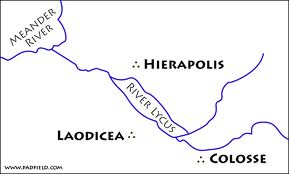 MEANDER
RIVER
HIERAPOLIS
RIVER LYCUS
LAODICEA
COLOSSE
WWW.PADFIELD.COM